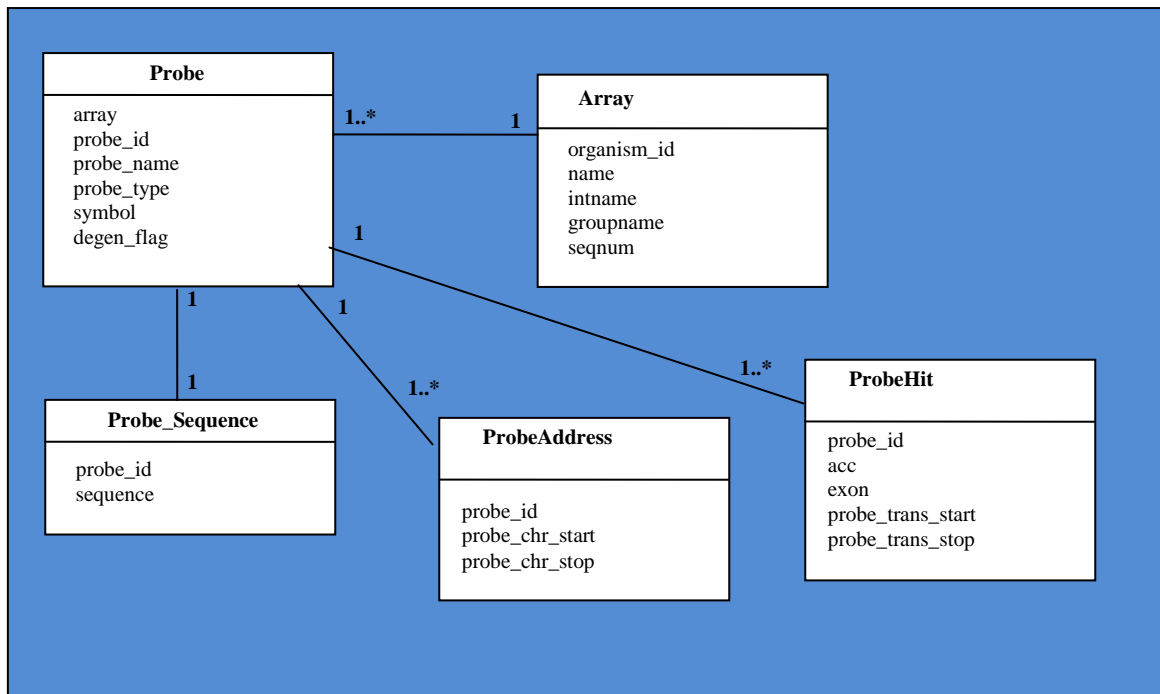 Probe
array
probe_id
probe_name
probe_type
symbol
degen_flag
1..*
1
Array
organism_id
name
intname
groupname
seqnum
1
1..*
1
1..*
1
1
Probe_Sequence
probe_id
sequence
ProbeAddress
probe_id
probe_chr_start
probe_chr_stop
ProbeHit
probe_id
acc
exon
probe_trans_start
probe_trans_stop